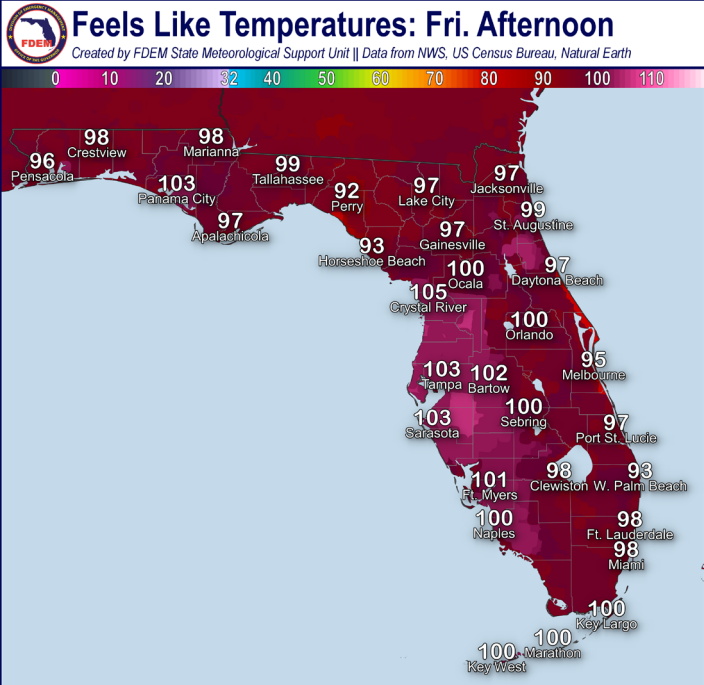 Feels Like Temperatures: Fri. Afternoon
Created by FDEM State Meteorological Support Unit || Data from NWS, US Census Bureau, Natural Earth
FDEM
0 10 20 32 40 50 60 70 80 90 100 110
98
Crestview
98
Marianna
96
Pensacola
99
Tallahassee
103
Panama City
97
Apalachicola
92
Perry
97
Lake City
97
Jacksonville
99
St. Augustine
97
Gainesville
93
Horseshoe Beach
100
Ocala
97
Daytona Beach
105
Crystal River
100
Orlando
95
Melbourne
103
Tampa
102
Bartow
103
Sarasota
100
Sebring
97
Port St. Lucie
101
Ft. Myers
98
Clewiston
93
W. Palm Beach
100
Naples
98
Ft. Lauderdale
98
Miami
100
Key Largo
100
Marathon
100
Key West